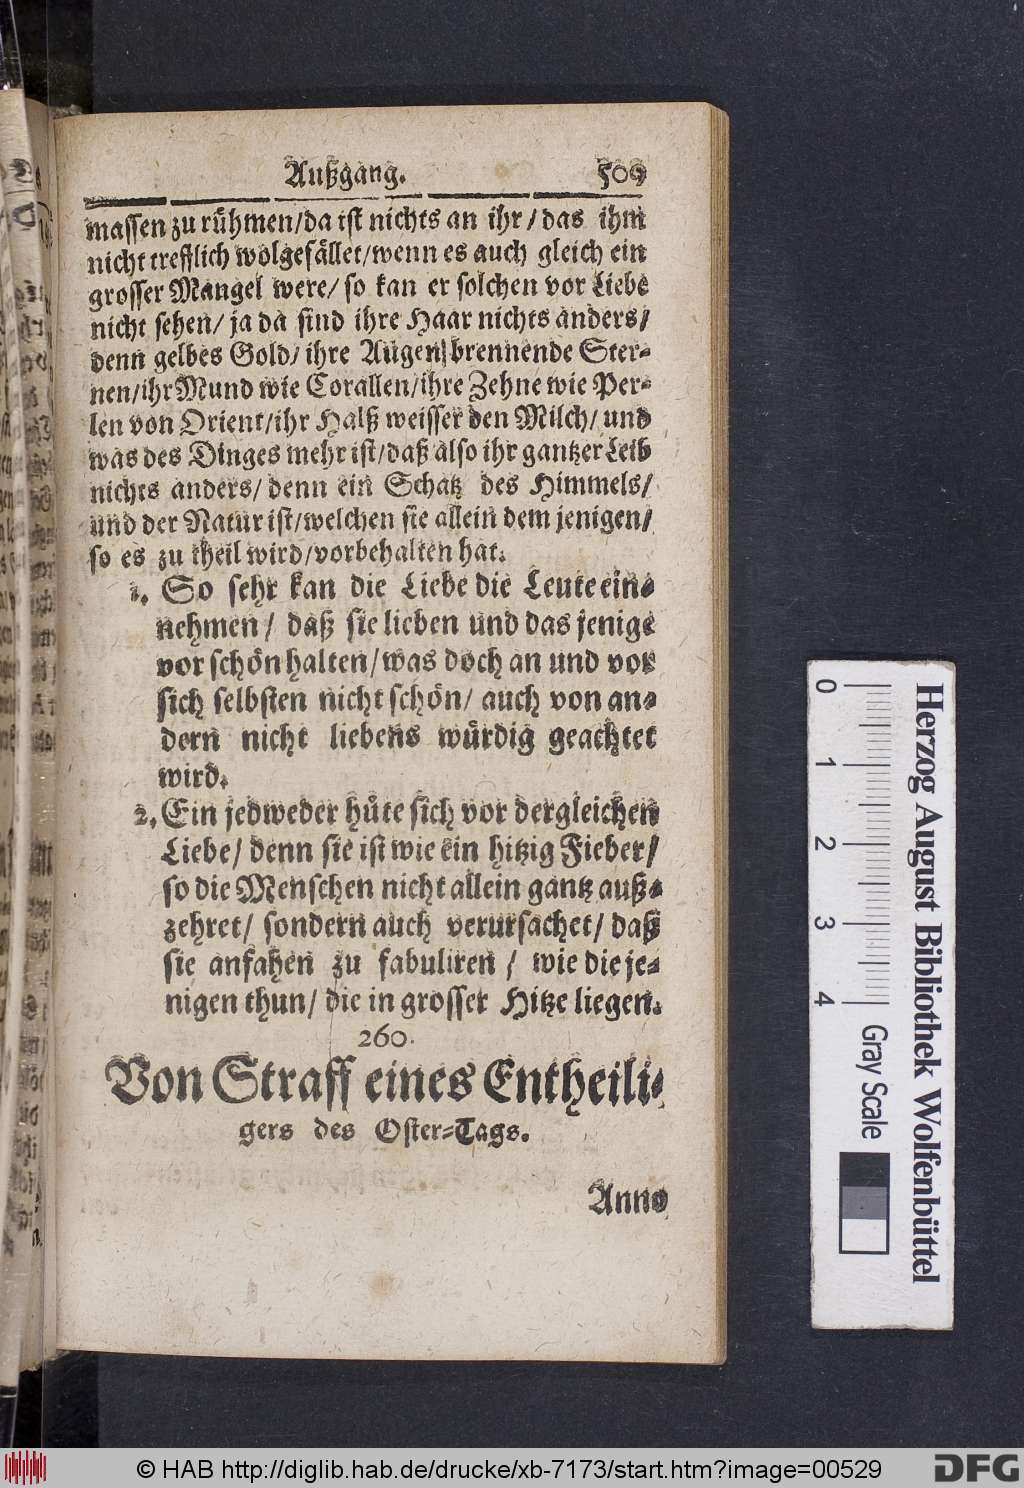 Außgang. 509
massen zu rühmen/da ist nichts an ihr/das ihm
nicht trefflich wolgefället/wenn es auch gleich ein
grosser Mangel were/ so kan er solchen vor Liebe
nicht sehen/ ja da sind ihre Haar nichts anders/
denn gelbes Gold/ ihre Augen brennende Ster-
nen/ihr Mund wie Corallen/ihre Zehne wie Per-
len von Orient/ihr Halß weisser den Milch/ und
was des Dinges mehr ist/daß also ihr gantzer Leib
nichts anders/ denn ein Schatz des Himmels/
und der Natur ist/welchen sie allein dem jenigen/
so es zu theil wird/vorbehalten hat.
1. So sehr kan die Liebe die Leute ein-
nehmen/ daß sie lieben und das jenige
vor schön halten/was doch an und vor
sich selbsten nicht schön/ auch von an-
dern nicht liebens würdig geachtet
wird.
2. Ein jedweder hüte sich vor dergleichen
Liebe/ denn sie ist wie ein hitzig Fieber/
so die Menschen nicht allein gantz auß-
zehret/ sondern auch verursachet/ daß
sie anfahen zu fabuliren/ wie die je-
nigen thun/ die in grosser Hitze liegen.
260.
Von Straff eines Entheili-
gers des Oster-Tags.
Anno
0 1 2 3 4 Gray Scale
Herzog August Bibliothek Wolfenbüttel
© HAB http://diglib.hab.de/drucke/xb-7173/start.htm?image=00529
DFG